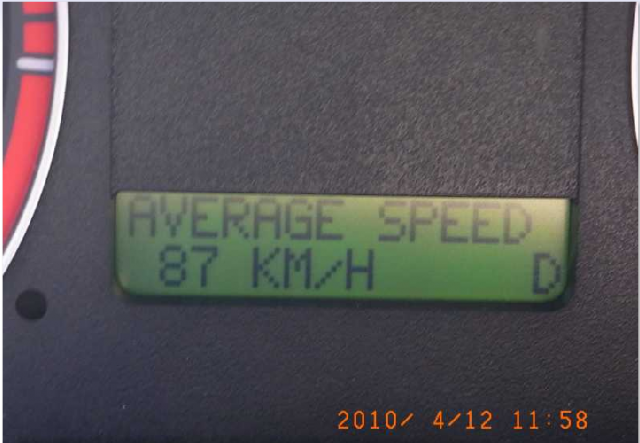 AVERAGE SPEED
87 KM/H D
2010/ 4/12 11:58